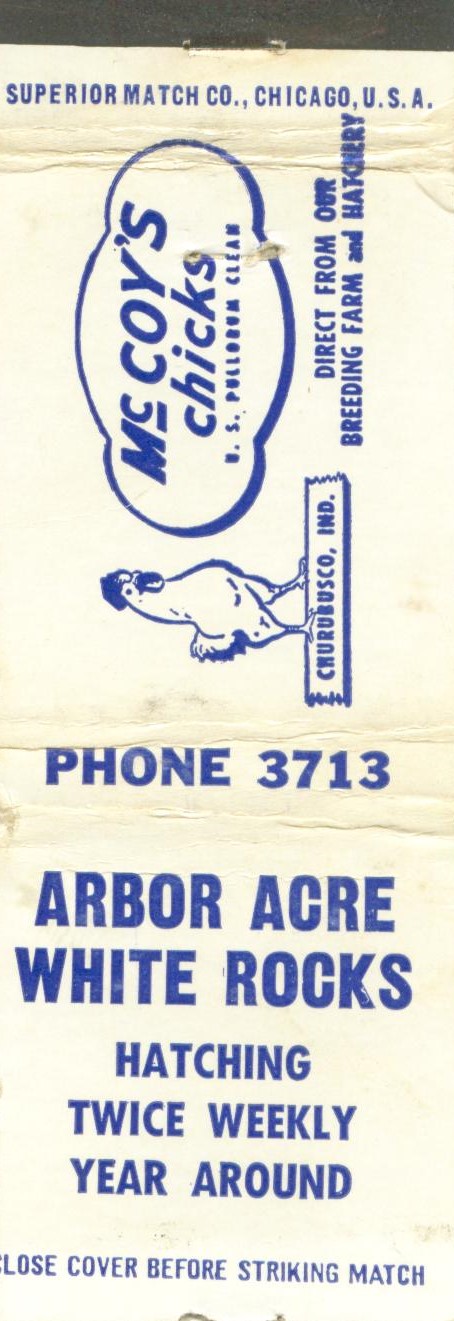 SUPERIOR MATCH CO., CHICAGO, U.S.A.
McCOY'S
chicks
U. S. PULLORUM CLEAN
DIRECT FROM OUR
BREEDING FARM and HATCHERY
CHURUBUSCO, IND.
PHONE 3713
ARBOR ACRE
WHITE ROCKS
HATCHING
TWICE WEEKLY
YEAR AROUND
CLOSE COVER BEFORE STRIKING MATCH